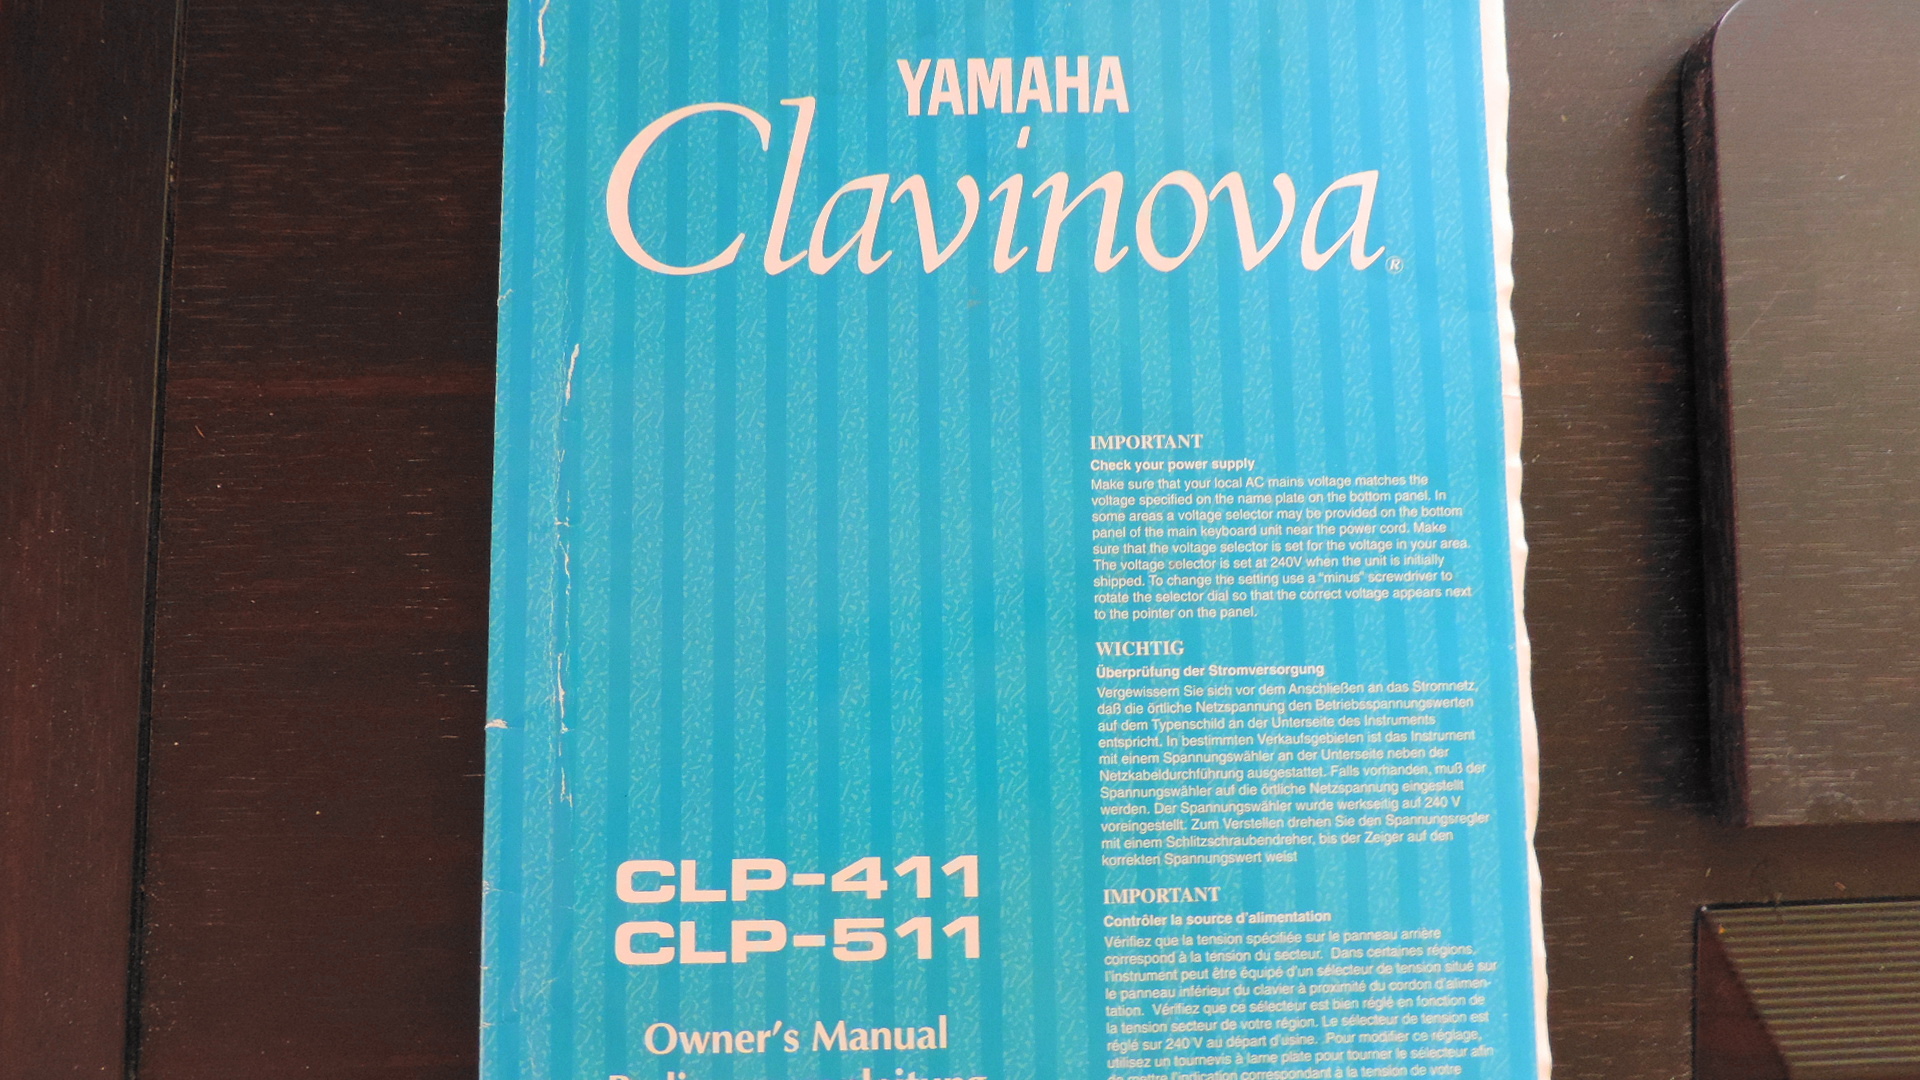 YAMAHA
Clavinova®
IMPORTANT
Check your power supply
Make sure that your local AC mains voltage matches the
voltage specified on the name plate on the bottom panel. In
some areas a voltage selector may be provided on the bottom
panel of the main keyboard unit near the power cord. Make
sure that the voltage selector is set for the voltage in your area.
The voltage selector is set at 240V when the unit is initially
shipped. To change the setting use a "minus" screwdriver to
rotate the selector dial so that the correct voltage appears next
to the pointer on the panel.
WICHTIG
Überprüfung der Stromversorgung
Vergewissern Sie sich vor dem Anschließen an das Stromnetz,
daß die örtliche Netzspannung den Betriebsspannungswerten
auf dem Typenschild an der Unterseite des Instruments
entspricht. In bestimmten Verkaufsgebieten ist das Instrument
mit einem Spannungswähler an der Unterseite neben der
Netzkabeldurchführung ausgestattet. Falls vorhanden, muß der
Spannungswähler auf die örtliche Netzspannung eingestellt
werden. Der Spannungswähler wurde werkseitig auf 240 V
voreingestellt. Zum Verstellen drehen Sie den Spannungsregler
mit einem Schlitzschraubendreher, bis der Zeiger auf den
korrekten Spannungswert weist
IMPORTANT
Contrôler la source d'alimentation
Vérifiez que la tension spécifiée sur le panneau arrière
correspond à la tension du secteur. Dans certaines régions,
l'instrument peut être équipé d'un sélecteur de tension situé sur
le panneau inférieur du clavier à proximité du cordon d'alimen-
tation. Vérifiez que ce sélecteur est bien réglé en fonction de
la tension secteur de votre région. Le sélecteur de tension est
réglé sur 240 V au départ d'usine. Pour modifier ce réglage,
utilisez un tournevis à lame plate pour tourner le sélecteur afin
de mettre l'indication correspondant à la tension de votre
CLP-411
CLP-511
Owner's Manual